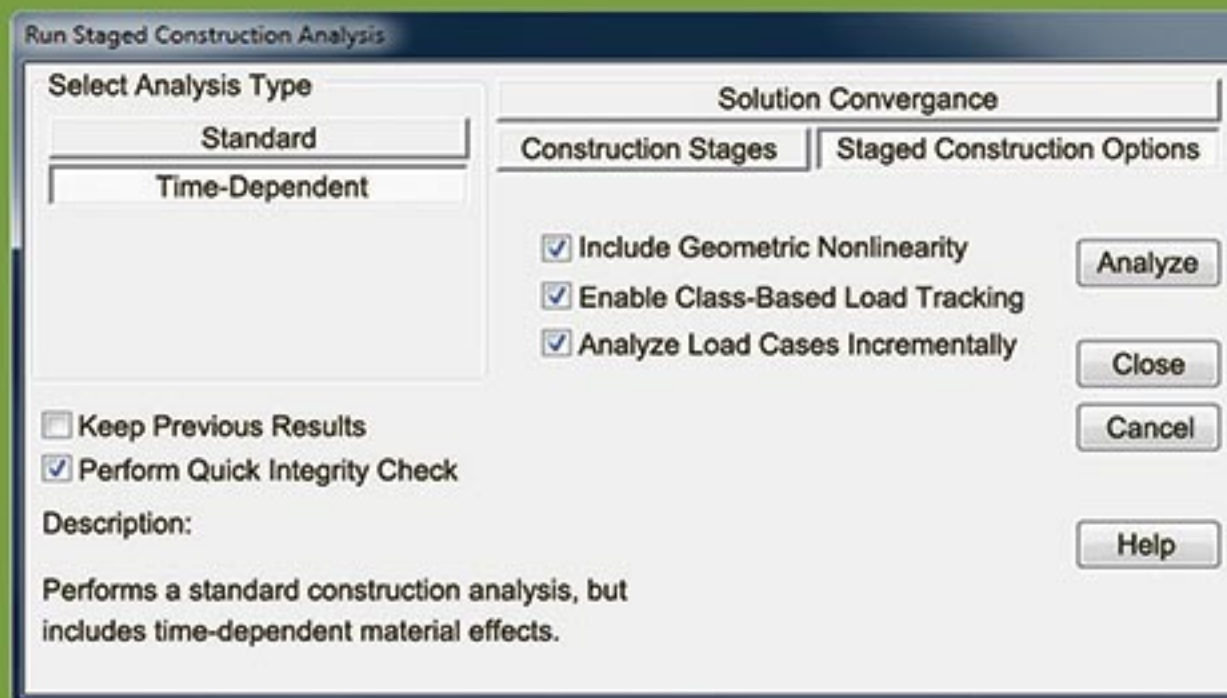 Run Staged Construction Analysis
Select Analysis Type
Standard
Time-Dependent
Solution Convergance
Construction Stages
Staged Construction Options
Include Geometric Nonlinearity
Enable Class-Based Load Tracking
Analyze Load Cases Incrementally
Analyze
Close
Cancel
Help
Keep Previous Results
Perform Quick Integrity Check
Description:
Performs a standard construction analysis, but
includes time-dependent material effects.